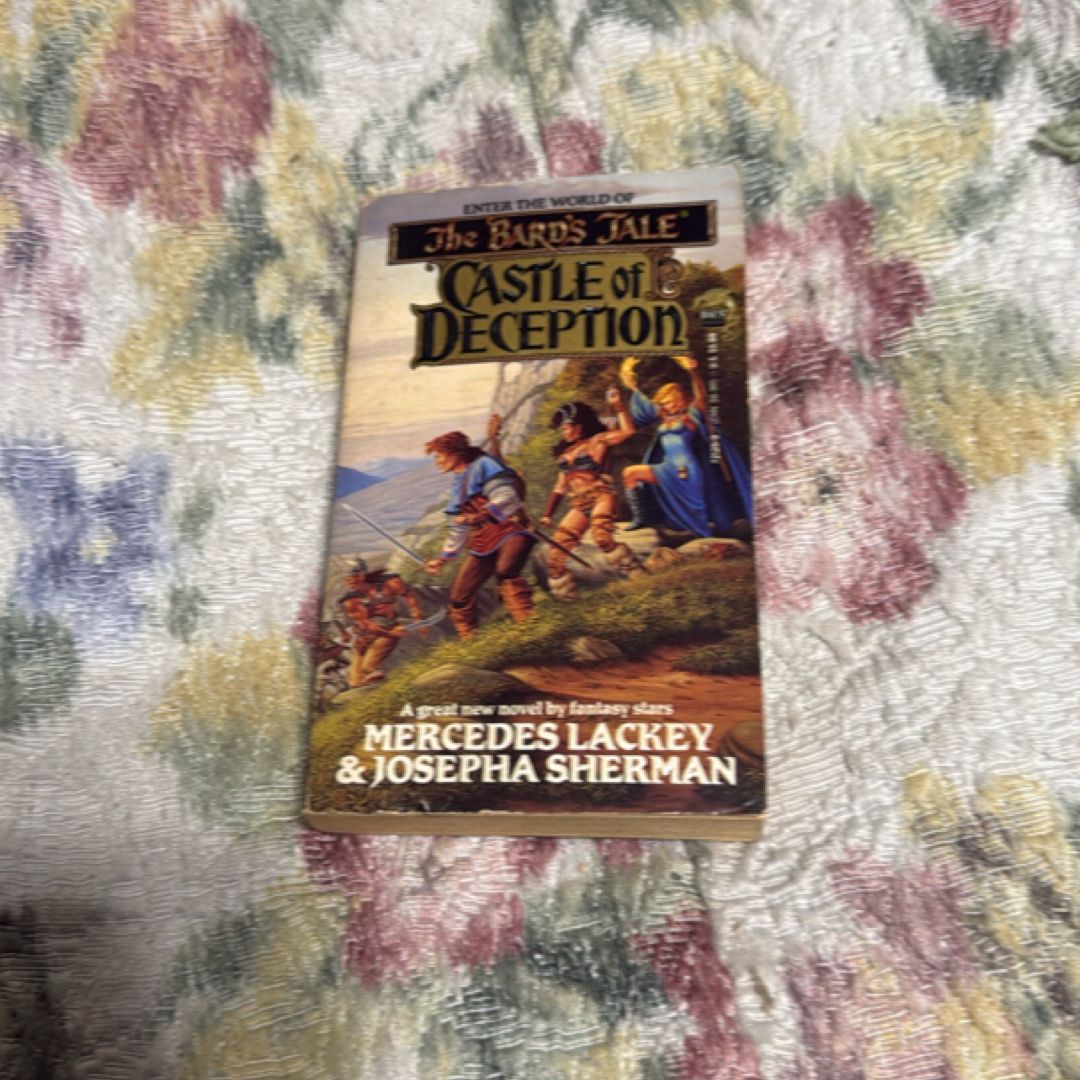 ENTER THE WORLD OF
The BARD'S TALE
CASTLE of
DECEPTION
A great new novel by fantasy stars
MERCEDES LACKEY
& JOSEPHA SHERMAN